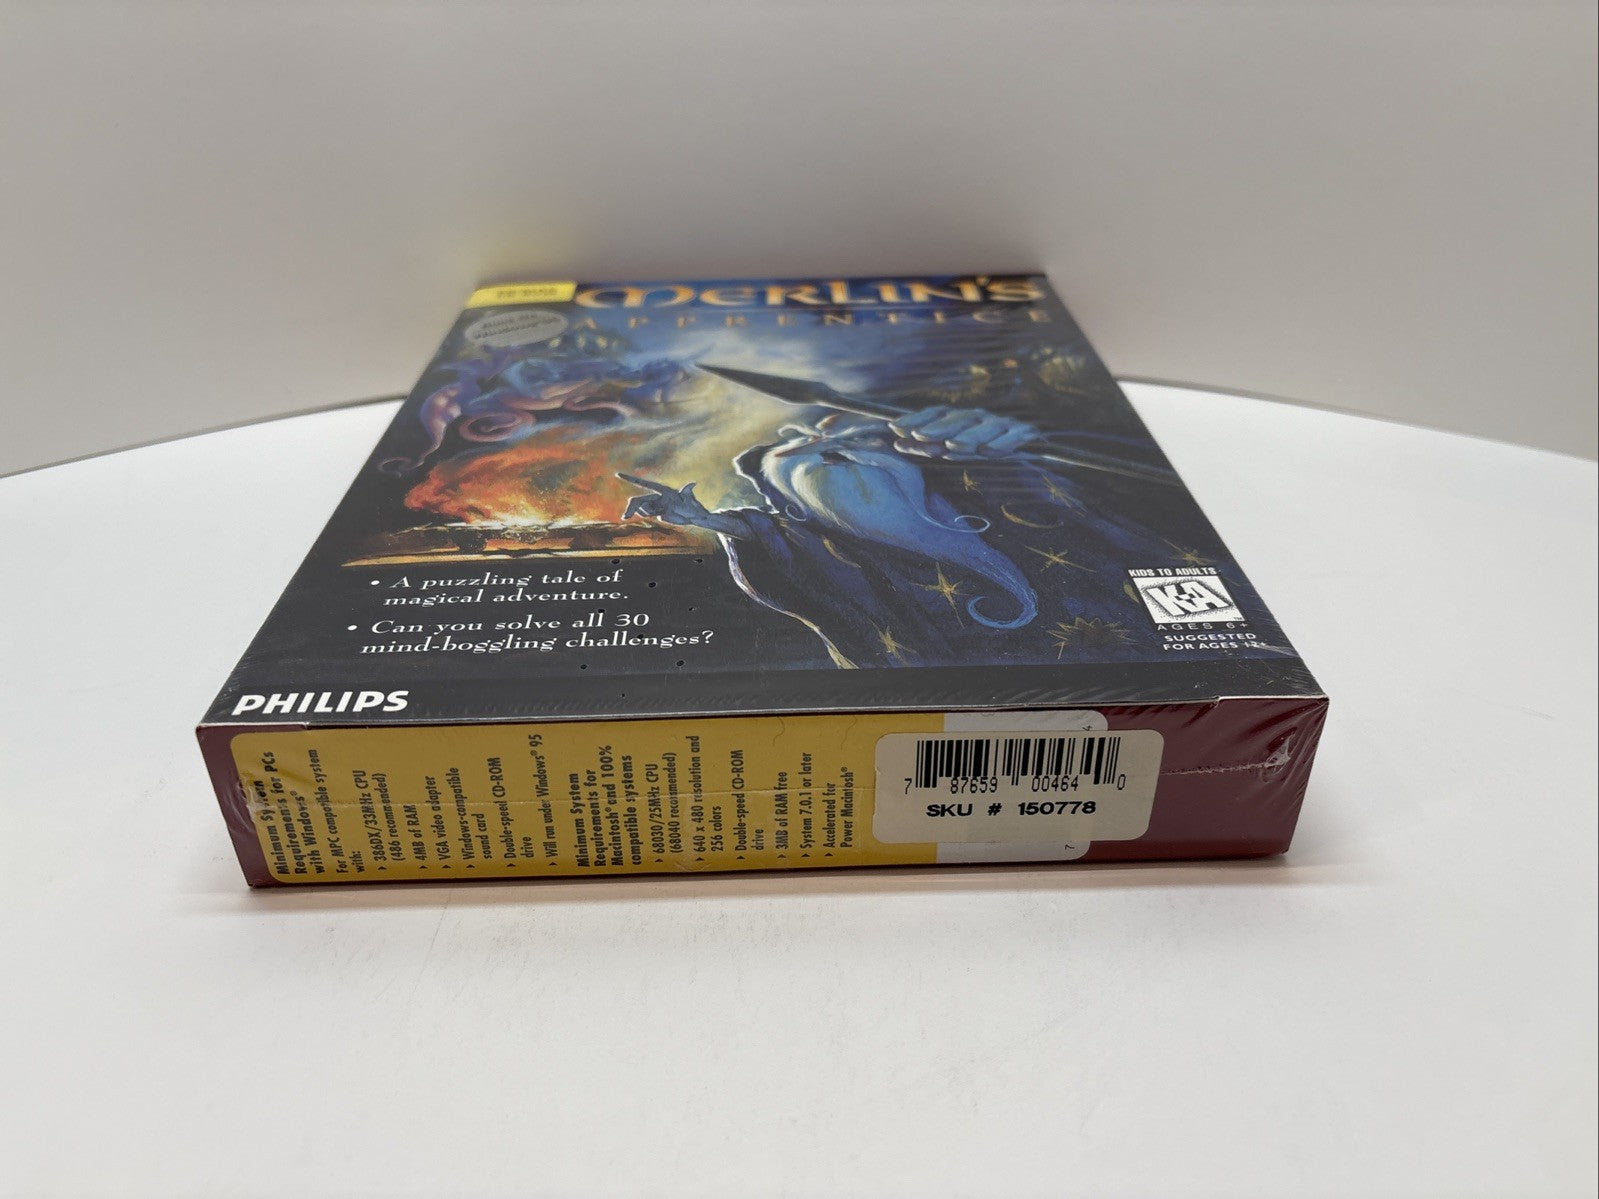 CD-ROM
MERLIN'S
APPRENTICE
• A puzzling tale of
magical adventure.
• Can you solve all 30
mind-boggling challenges?
KIDS TO ADULTS
K-A
AGES 6+
SUGGESTED
FOR AGES 12+
PHILIPS
Minimum System
Requirements for PCs
with Windows®
For MPC compatible system
with:
386DX/33MHz CPU
(486 recommended)
4MB of RAM
VGA video adapter
Windows-compatible
sound card
Double-speed CD-ROM
drive
Will run under Windows® 95
Minimum System
Requirements for
Macintosh® and 100%
compatible systems
68030/25MHz CPU
(68040 recommended)
640 x 480 resolution and
256 colors
Double-speed CD-ROM
drive
3MB of RAM free
System 7.0.1 or later
Accelerated for
Power Macintosh®
7 87659 00464 0
SKU # 150778
4
7